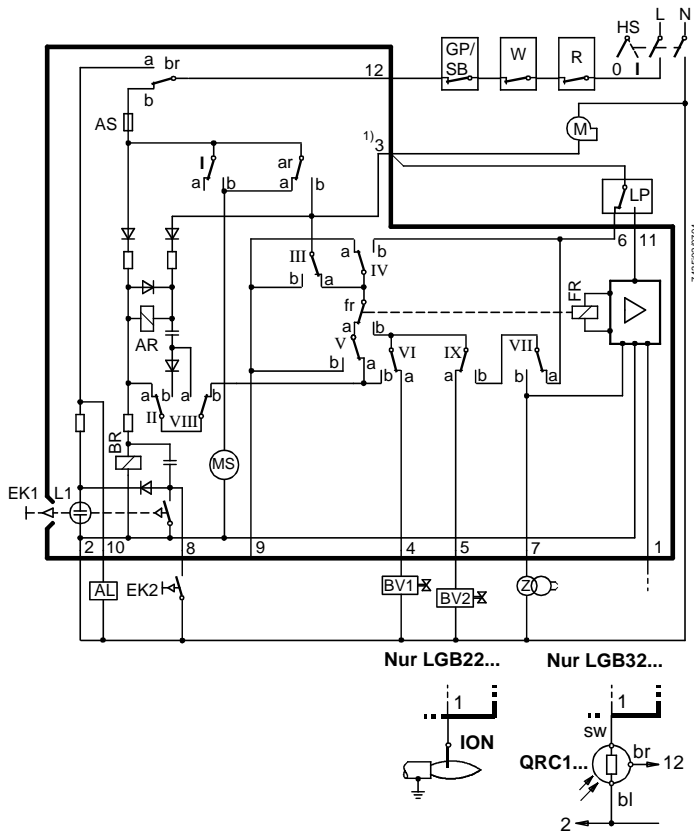 HS L N
GP/
SB
W
R
0 I
a br
b
12
AS
1)
3
M
I
a b
ar
a b
LP
6 11
III
b a
a b
IV
fr
a b
FR
AR
V
b a
VI
b
a
IX
a b
VII
b a
a b
II
VIII
a b
BR
MS
EK1 L1
2 10 8 9 4 5 7 1
AL
EK2
BV1
BV2
Z
Nur LGB22...
Nur LGB32...
1
ION
1
sw
br
12
QRC1...
bl
2